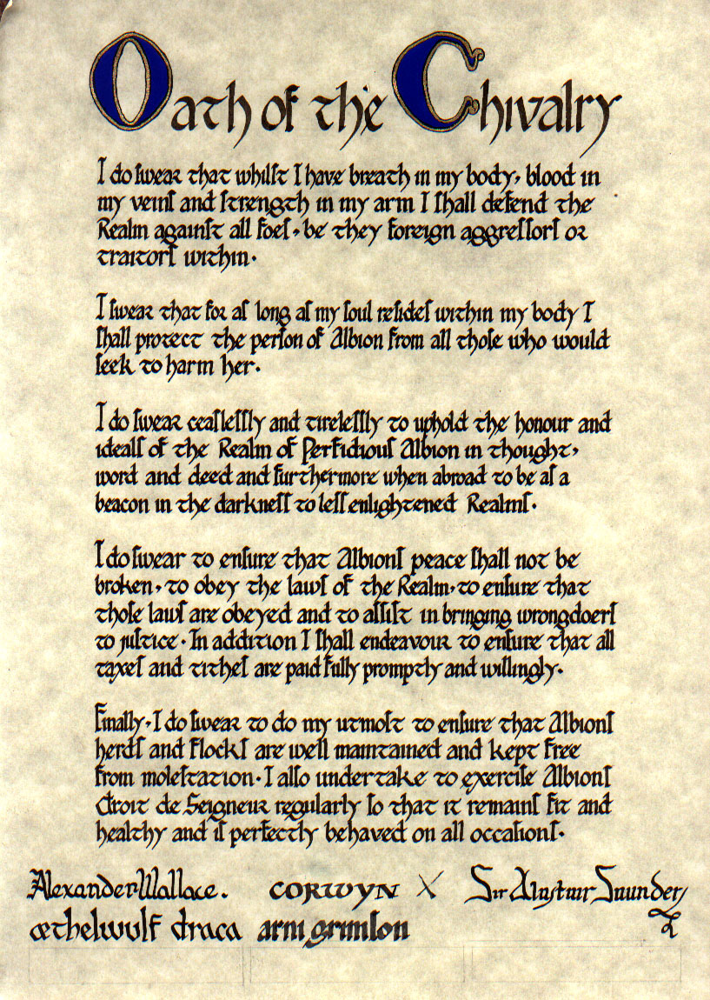 Oath of the Chivalry
I do swear that whilst I have breath in my body, blood in
my veins and strength in my arm I shall defend the
Realm against all foes, be they foreign aggressors or
traitors within.
I swear that for as long as my soul resides within my body I
shall protect the person of Albion from all those who would
seek to harm her.
I do swear ceaslessly and tirelessly to uphold the honour and
ideals of the Realm of Perfidious Albion in thought,
word and deed and furthermore when abroad to be as a
beacon in the darkness to less enlightened Realms.
I do swear to ensure that Albions peace shall not be
broken, to obey the laws of the Realm, to ensure that
those laws are obeyed and to assist in bringing wrongdoers
to justice. In addition I shall endeavour to ensure that all
taxes and tithes are paid fully promptly and willingly.
Finally, I do swear to do my utmost to ensure that Albions
herds and flocks are well maintained and kept free
from molestation. I also undertake to exercise Albions
droit de Seigneur regularly so that it remains fit and
healthy and is perfectly behaved on all occasions.
Alexander Wallace. CORWYN X Sir Alastair Saunders
æthelwulf draca arni grimson